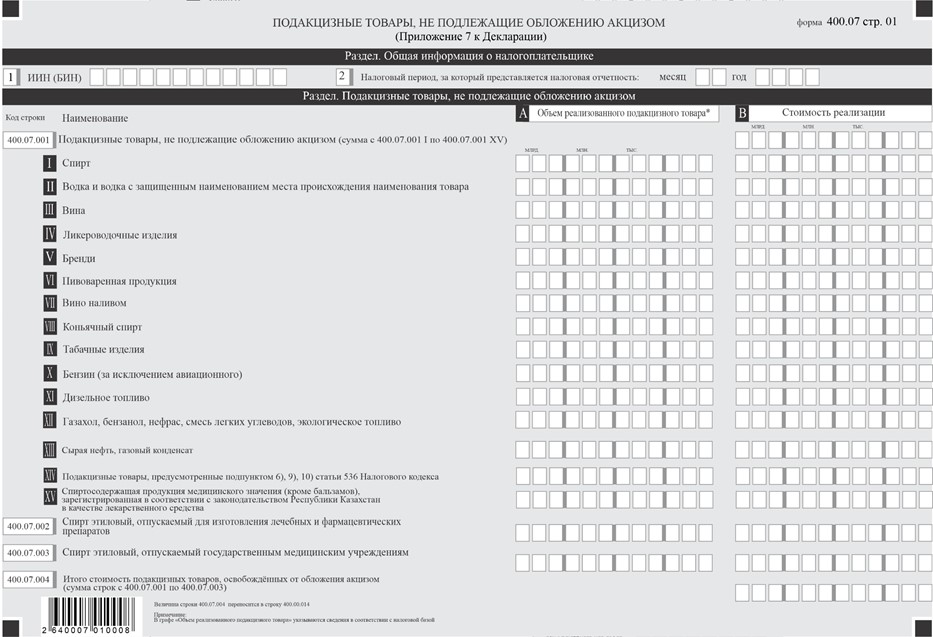 ПОДАКЦИЗНЫЕ ТОВАРЫ, НЕ ПОДЛЕЖАЩИЕ ОБЛОЖЕНИЮ АКЦИЗОМ
форма 400.07 стр. 01
(Приложение 7 к Декларации)
Раздел. Общая информация о налогоплательщике
1 ИИН (БИН) 2 Налоговый период, за который представляется налоговая отчетность: месяц год
Раздел. Подакцизные товары, не подлежащие обложению акцизом
Код строки Наименование A Объем реализованного подакцизного товара* B Стоимость реализации
млрд млн тыс.
400.07.001 Подакцизные товары, не подлежащие обложению акцизом (сумма с 400.07.001 I по 400.07.001 XV)
млрд млн тыс.
I Спирт
II Водка и водка с защищенным наименованием места происхождения наименования товара
III Вина
IV Ликероводочные изделия
V Бренди
VI Пивоваренная продукция
VII Вино наливом
VIII Коньячный спирт
IX Табачные изделия
X Бензин (за исключением авиационного)
XI Дизельное топливо
XII Газахол, бензанол, нефрас, смесь легких углеводов, экологическое топливо
XIII Сырая нефть, газовый конденсат
XIV Подакцизные товары, предусмотренные подпунктом 6), 9), 10) статьи 536 Налогового кодекса
XV Спиртосодержащая продукция медицинского значения (кроме бальзамов),
зарегистрированная в соответствии с законодательством Республики Казахстан
в качестве лекарственного средства
400.07.002 Спирт этиловый, отпускаемый для изготовления лечебных и фармацевтических
препаратов
400.07.003 Спирт этиловый, отпускаемый государственным медицинским учреждениям
400.07.004 Итого стоимость подакцизных товаров, освобождённых от обложения акцизом
(сумма строк с 400.07.001 по 400.07.003)
Величина строки 400.07.004 переносится в строку 400.00.014
Примечание:
В графе «Объем реализованного подакцизного товара» указываются сведения в соответствии с налоговой базой
2 640007 010008